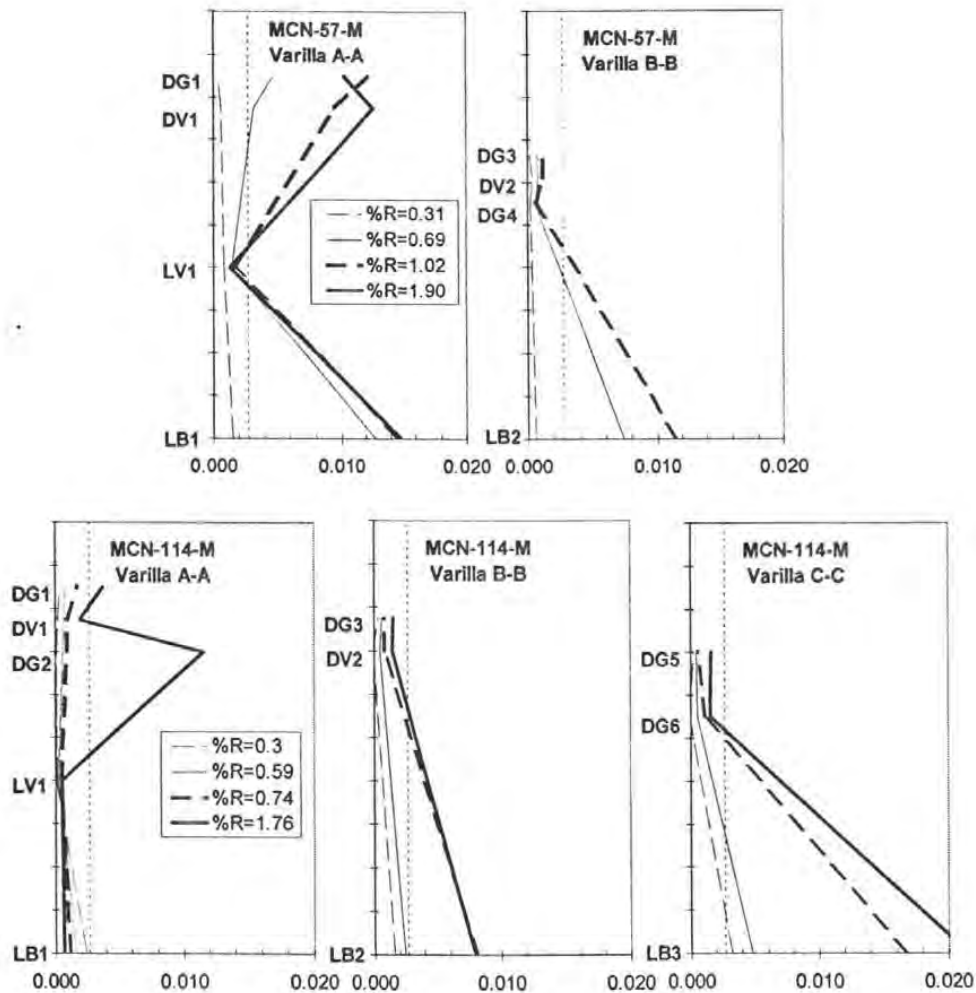 MCN-57-M
Varilla A-A
DG1
DV1
LV1
LB1
%R=0.31
%R=0.69
%R=1.02
%R=1.90
0.000
0.010
0.020
MCN-57-M
Varilla B-B
DG3
DV2
DG4
LB2
0.000
0.010
0.020
MCN-114-M
Varilla A-A
DG1
DV1
DG2
LV1
LB1
%R=0.3
%R=0.59
%R=0.74
%R=1.76
0.000
0.010
0.020
MCN-114-M
Varilla B-B
DG3
DV2
LB2
0.000
0.010
0.020
MCN-114-M
Varilla C-C
DG5
DG6
LB3
0.000
0.010
0.020